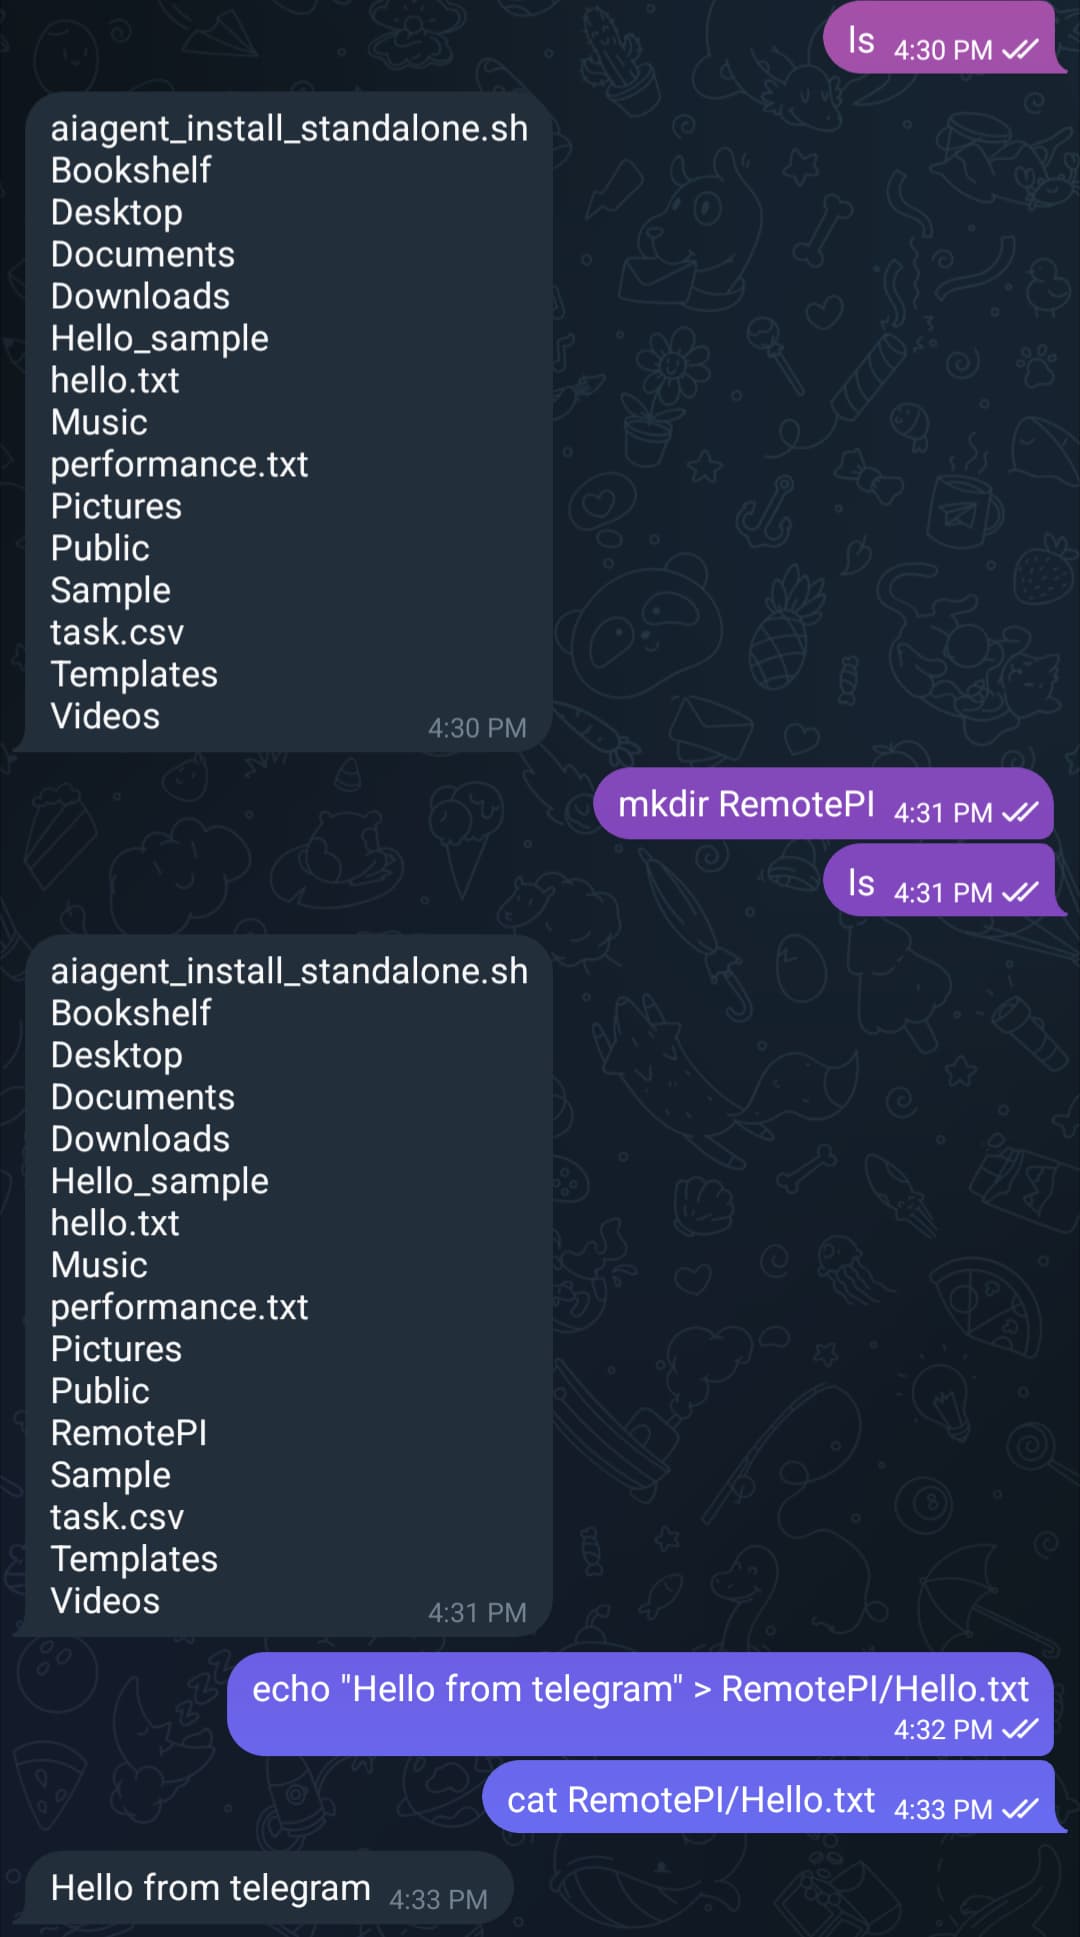 ls 4:30 PM
aiagent_install_standalone.sh
Bookshelf
Desktop
Documents
Downloads
Hello_sample
hello.txt
Music
performance.txt
Pictures
Public
Sample
task.csv
Templates
Videos
4:30 PM
mkdir RemotePI 4:31 PM
ls 4:31 PM
aiagent_install_standalone.sh
Bookshelf
Desktop
Documents
Downloads
Hello_sample
hello.txt
Music
performance.txt
Pictures
Public
RemotePI
Sample
task.csv
Templates
Videos
4:31 PM
echo "Hello from telegram" > RemotePI/Hello.txt
4:32 PM
cat RemotePI/Hello.txt 4:33 PM
Hello from telegram 4:33 PM